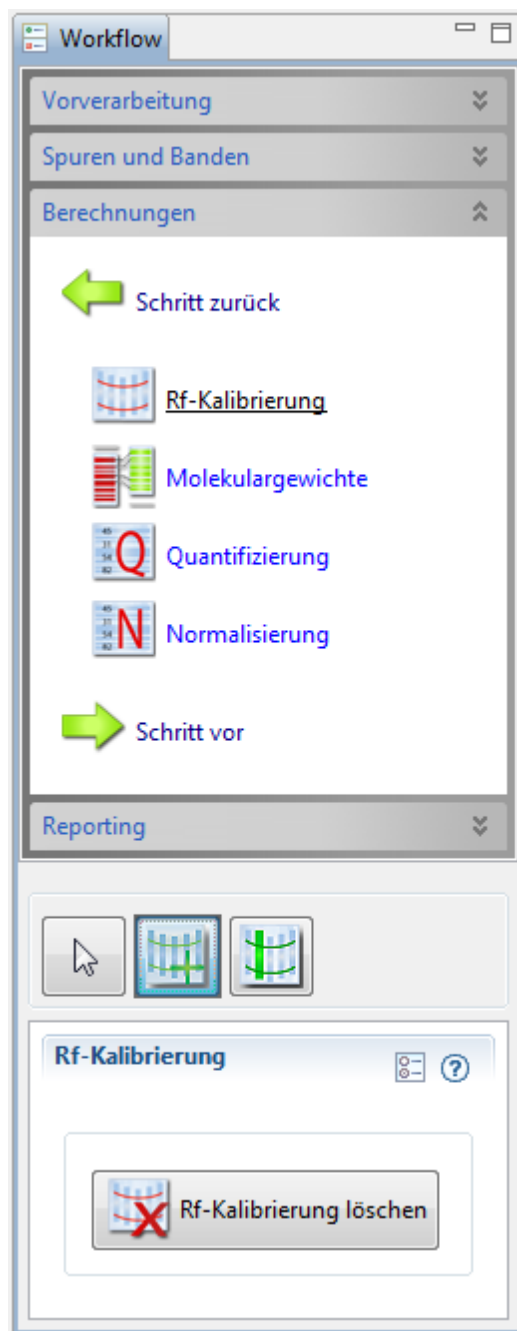 Workflow
Vorverarbeitung
Spuren und Banden
Berechnungen
Schritt zurück
Rf-Kalibrierung
Molekulargewichte
Quantifizierung
Normalisierung
Schritt vor
Reporting
Rf-Kalibrierung
Rf-Kalibrierung löschen